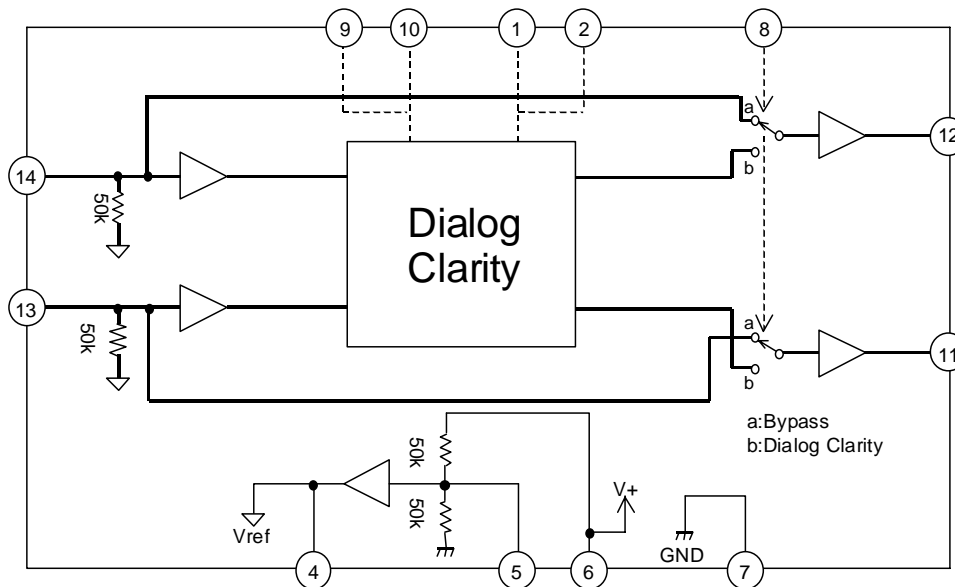 9 10 1 2 8
a
12
b
14
50k
Dialog
Clarity
13
50k
a
11
b
a:Bypass
b:Dialog Clarity
50k
50k
V+
Vref
GND
4 5 6 7